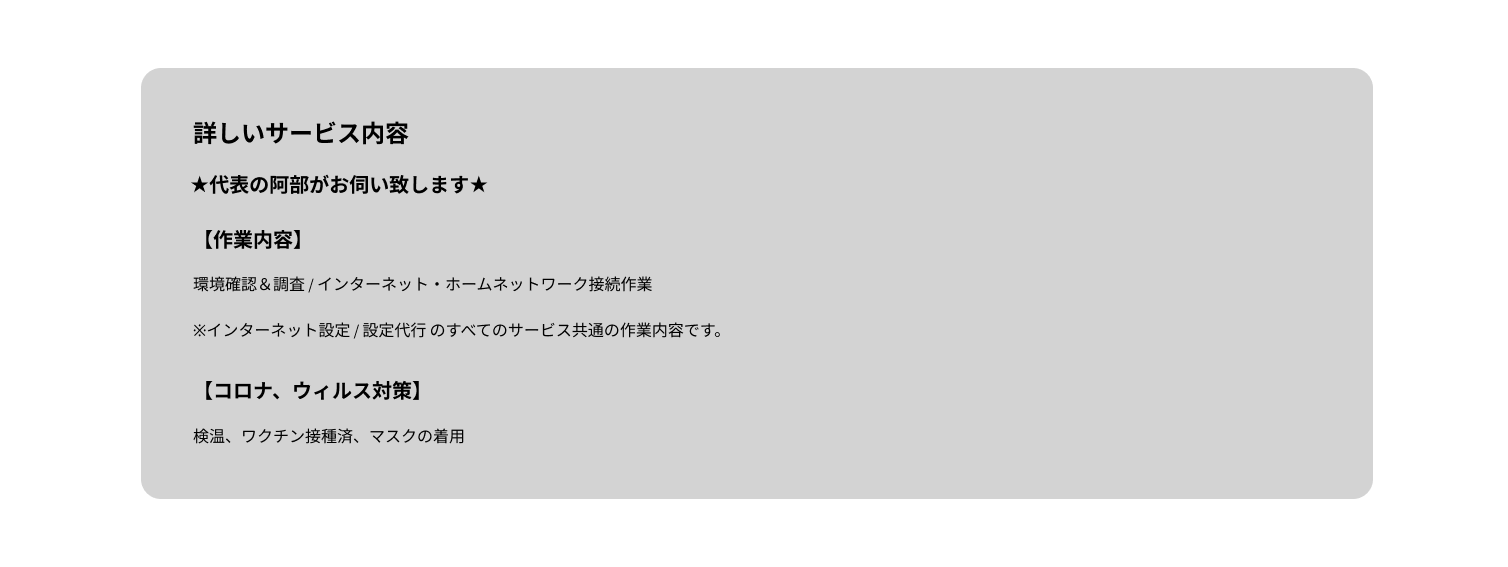 詳しいサービス内容
★代表の阿部がお伺い致します★
【作業内容】
環境確認＆調査 / インターネット・ホームネットワーク接続作業
※インターネット設定 / 設定代行 のすべてのサービス共通の作業内容です。
【コロナ、ウィルス対策】
検温、ワクチン接種済、マスクの着用